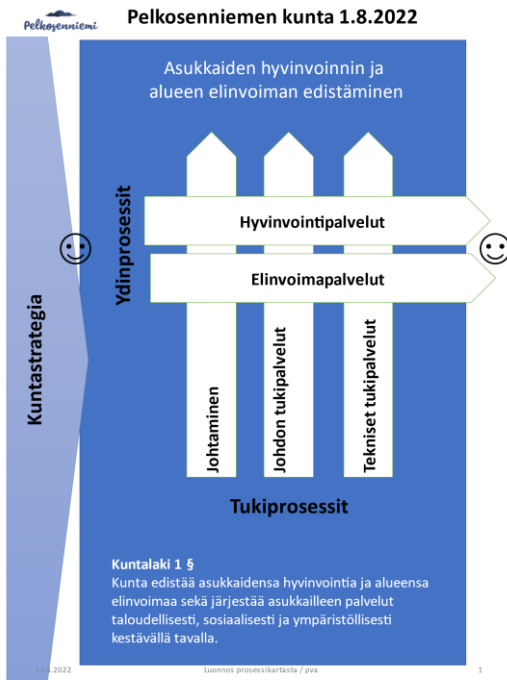 Pelkosenniemi
Pelkosenniemen kunta 1.8.2022
Asukkaiden hyvinvoinnin ja
alueen elinvoiman edistäminen
Kuntastrategia
Ydinprosessit
Hyvinvointipalvelut
Elinvoimapalvelut
Johtaminen
Johdon tukipalvelut
Tekniset tukipalvelut
Tukiprosessit
Kuntalaki 1 §
Kunta edistää asukkaidensa hyvinvointia ja alueensa
elinvoimaa sekä järjestää asukkailleen palvelut
taloudellisesti, sosiaalisesti ja ympäristöllisesti
kestävällä tavalla.
Luonnos prosessikartasta / pva
1